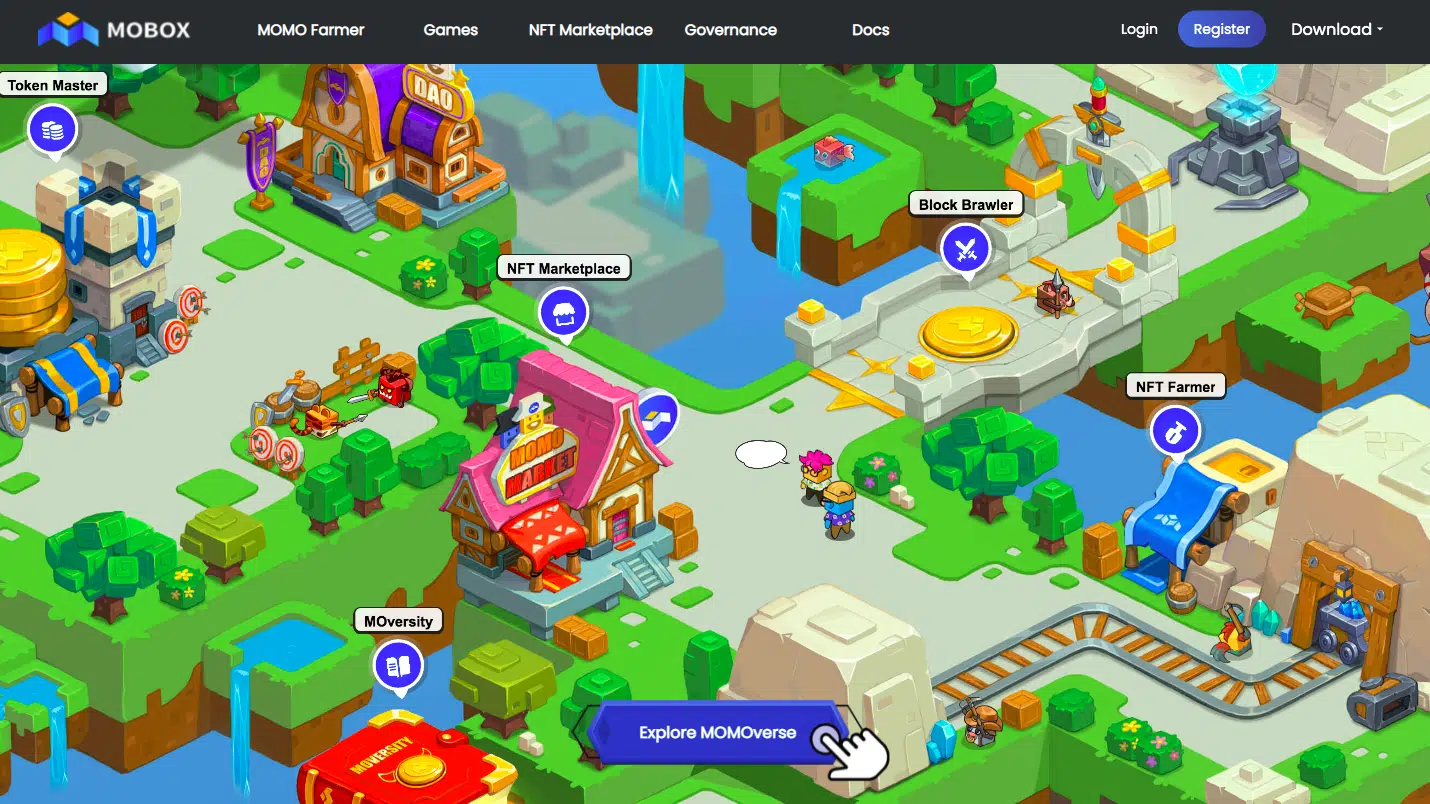 MOBOX
MOMO Farmer
Games
NFT Marketplace
Governance
Docs
Login
Register
Download
Token Master
DAO
Block Brawler
NFT Marketplace
NFT Farmer
MOMO
MARKET
MOversity
MOVERSITY
Explore MOMOverse